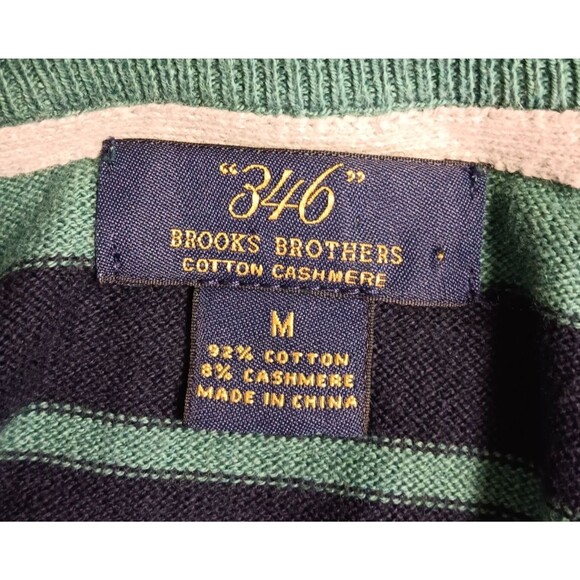 “346”
BROOKS BROTHERS
COTTON CASHMERE
M
92% COTTON
8% CASHMERE
MADE IN CHINA